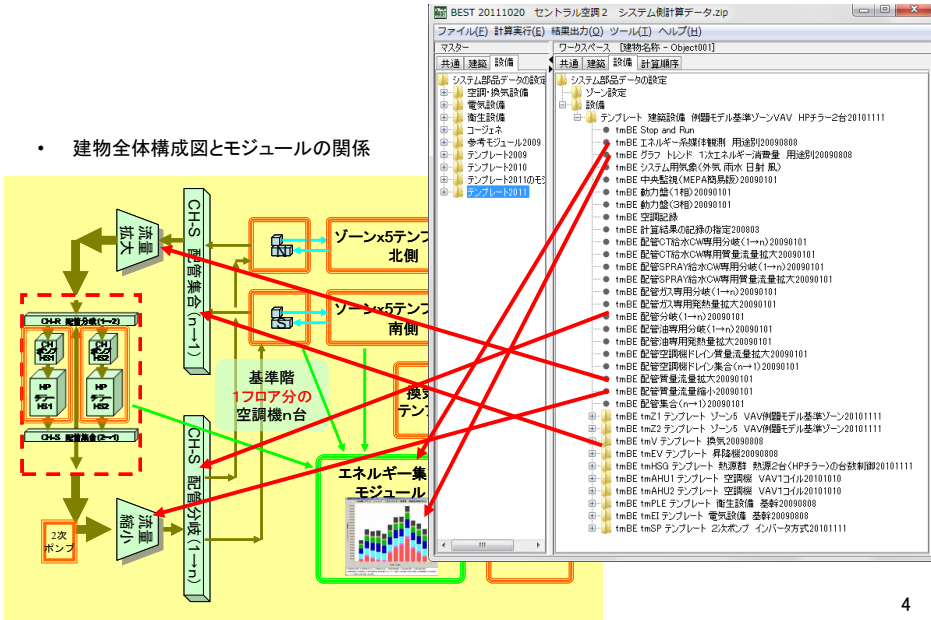 • 建物全体構成図とモジュールの関係
流量
拡大
CH-S 配管集合(n→1)
N
ゾーンx5テンプ
北側
S
ゾーンx5テンプ
南側
CH-R 配管分岐(1→2)
CH
ポンプ
HS1
CH
ポンプ
HS2
HP
チラー
HS1
HP
チラー
HS2
CH-S 配管集合(2→1)
基準階
1フロア分の
空調機n台
換気
テンプ
2次
ポンプ
流量
縮小
CH-S 配管分岐(1→n)
エネルギー集
モジュール
BEST 20111020 セントラル空調2 システム側計算データ.zip
ファイル(F) 計算実行(E) 結果出力(O) ツール(T) ヘルプ(H)
マスター
共通 建築 設備
システム部品データの設定
空調・換気設備
電気設備
衛生設備
コージェネ
参考モジュール2009
テンプレート2009
テンプレート2010
テンプレート2011のモジ
テンプレート2011
ワークスペース [建物名称 - Object001]
共通 建築 設備 計算順序
システム部品データの設定
ゾーン設定
設備
テンプレート 建築設備 例題モデル基準ゾーンVAV HPチラー2台20101111
tmBE Stop and Run
tmBE エネルギー系媒体観測 用途別20090808
tmBE グラフ トレンド 1次エネルギー消費量 用途別20090808
tmBE システム用気象(外気 雨水 日射 風)
tmBE 中央監視(MEPA簡易版)20090101
tmBE 動力盤(1相)20090101
tmBE 動力盤(3相)20090101
tmBE 空調記録
tmBE 計算結果の記録の指定200803
tmBE 配管CT給水CW専用分岐(1→n)20090101
tmBE 配管CT給水CW専用質量流量拡大20090101
tmBE 配管SPRAY給水CW専用分岐(1→n)20090101
tmBE 配管SPRAY給水CW専用質量流量拡大20090101
tmBE 配管ガス専用分岐(1→n)20090101
tmBE 配管ガス専用発熱量拡大20090101
tmBE 配管分岐(1→n)20090101
tmBE 配管油専用分岐(1→n)20090101
tmBE 配管油専用発熱量拡大20090101
tmBE 配管空調機ドレイン質量流量拡大20090101
tmBE 配管空調機ドレイン集合(n→1)20090101
tmBE 配管質量流量拡大20090101
tmBE 配管質量流量縮小20090101
tmBE 配管集合(n→1)20090101
tmBE tmZ1 テンプレート ゾーン5 VAV例題モデル基準ゾーン20101111
tmBE tmZ2 テンプレート ゾーン5 VAV例題モデル基準ゾーン20101111
tmBE tmV テンプレート 換気20090808
tmBE tmEV テンプレート 昇降機20090808
tmBE tmHSG テンプレート 熱源群 熱源2台(HPチラー)の台数制御20101111
tmBE tmAHU1 テンプレート 空調機 VAV1コイル20101010
tmBE tmAHU2 テンプレート 空調機 VAV1コイル20101010
tmBE tmPLE テンプレート 衛生設備 基幹20090808
tmBE tmEI テンプレート 電気設備 基幹20090808
tmBE tmSP テンプレート 2次ポンプ インバータ方式20101111
4